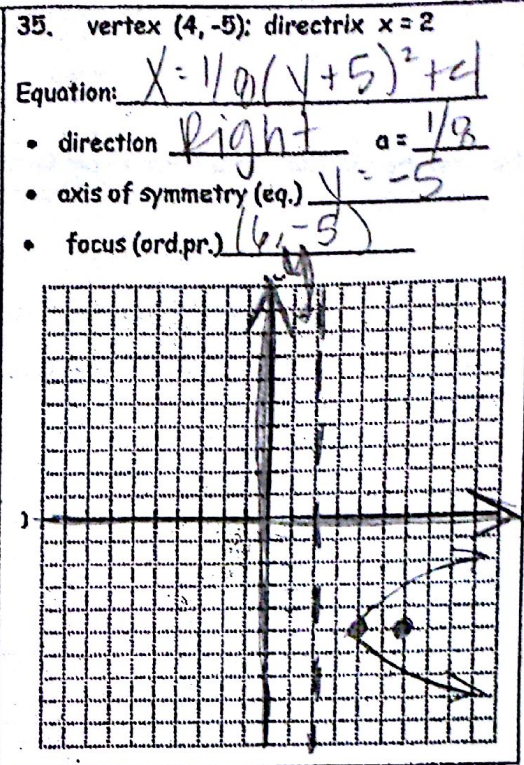 35. vertex (4, -5); directrix x = 2
Equation: X = 1/8(y + 5)² + 4
• direction Right a = 1/8
• axis of symmetry (eq.) y = -5
• focus (ord.pr.) (6, -5)
y